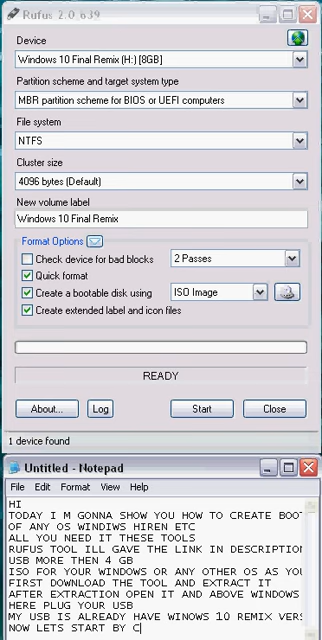 Rufus 2.0.639
Device
Windows 10 Final Remix (H:) [8GB]
Partition scheme and target system type
MBR partition scheme for BIOS or UEFI computers
File system
NTFS
Cluster size
4096 bytes (Default)
New volume label
Windows 10 Final Remix
Format Options
Check device for bad blocks 2 Passes
Quick format
Create a bootable disk using ISO Image
Create extended label and icon files
READY
About... Log Start Close
1 device found
Untitled - Notepad
File Edit Format View Help
HI
TODAY I M GONNA SHOW YOU HOW TO CREATE BOOT
OF ANY OS WINDIWS HIREN ETC
ALL YOU NEED IT THESE TOOLS
RUFUS TOOL ILL GAVE THE LINK IN DESCRIPTION
USB MORE THEN 4 GB
ISO FOR YOUR WINDOWS OR ANY OTHER OS AS YOU
FIRST DOWNLOAD THE TOOL AND EXTRACT IT
AFTER EXTRACTION OPEN IT AND ABOVE WINDOWS
HERE PLUG YOUR USB
MY USB IS ALREADY HAVE WINOWS 10 REMIX VERS
NOW LETS START BY C